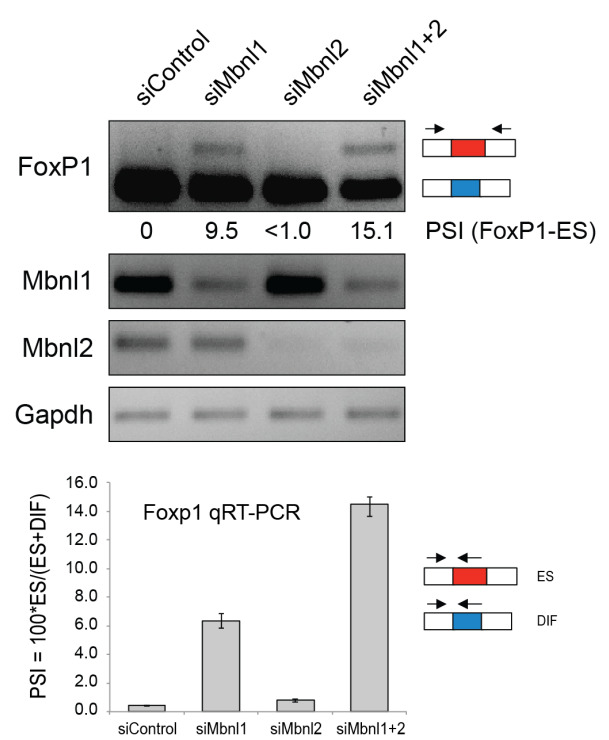 siControl siMbnl1 siMbnl2 siMbnl1+2
FoxP1
0 9.5 <1.0 15.1 PSI (FoxP1-ES)
Mbnl1
Mbnl2
Gapdh
PSI = 100*ES/(ES+DIF)
16.0
14.0
12.0
10.0
8.0
6.0
4.0
2.0
0.0
Foxp1 qRT-PCR
siControl siMbnl1 siMbnl2 siMbnl1+2
ES
DIF